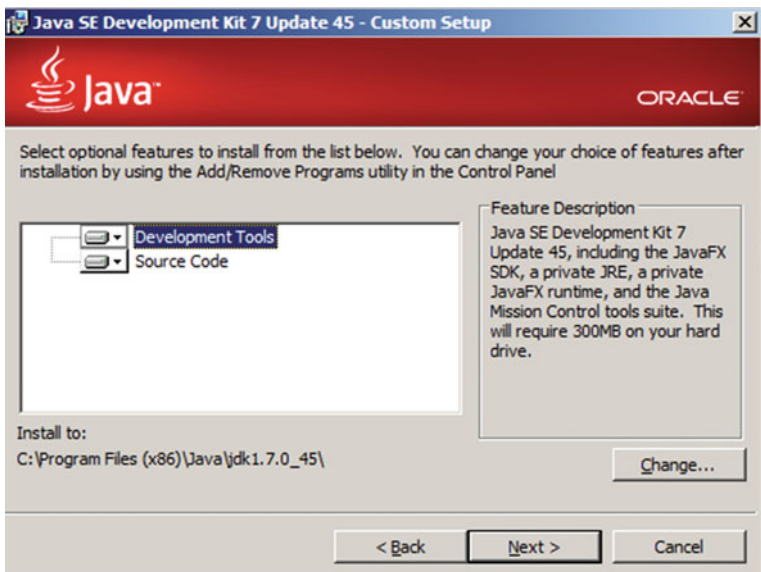 Java SE Development Kit 7 Update 45 - Custom Setup
Java™
ORACLE
Select optional features to install from the list below. You can change your choice of features after
installation by using the Add/Remove Programs utility in the Control Panel
Development Tools
Source Code
Feature Description
Java SE Development Kit 7
Update 45, including the JavaFX
SDK, a private JRE, a private
JavaFX runtime, and the Java
Mission Control tools suite. This
will require 300MB on your hard
drive.
Install to:
C:\Program Files (x86)\Java\jdk1.7.0_45\
Change...
< Back
Next >
Cancel